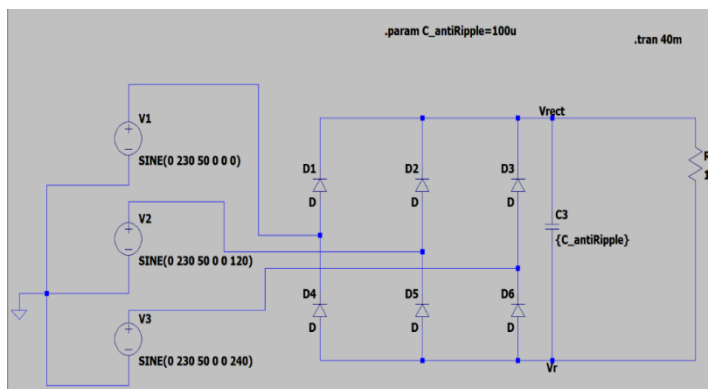 .param C_antiRipple=100u
.tran 40m
V1
SINE(0 230 50 0 0 0)
V2
SINE(0 230 50 0 0 120)
V3
SINE(0 230 50 0 0 240)
D1
D
D2
D
D3
D
D4
D
D5
D
D6
D
Vrect
C3
{C_antiRipple}
Vr
R
1